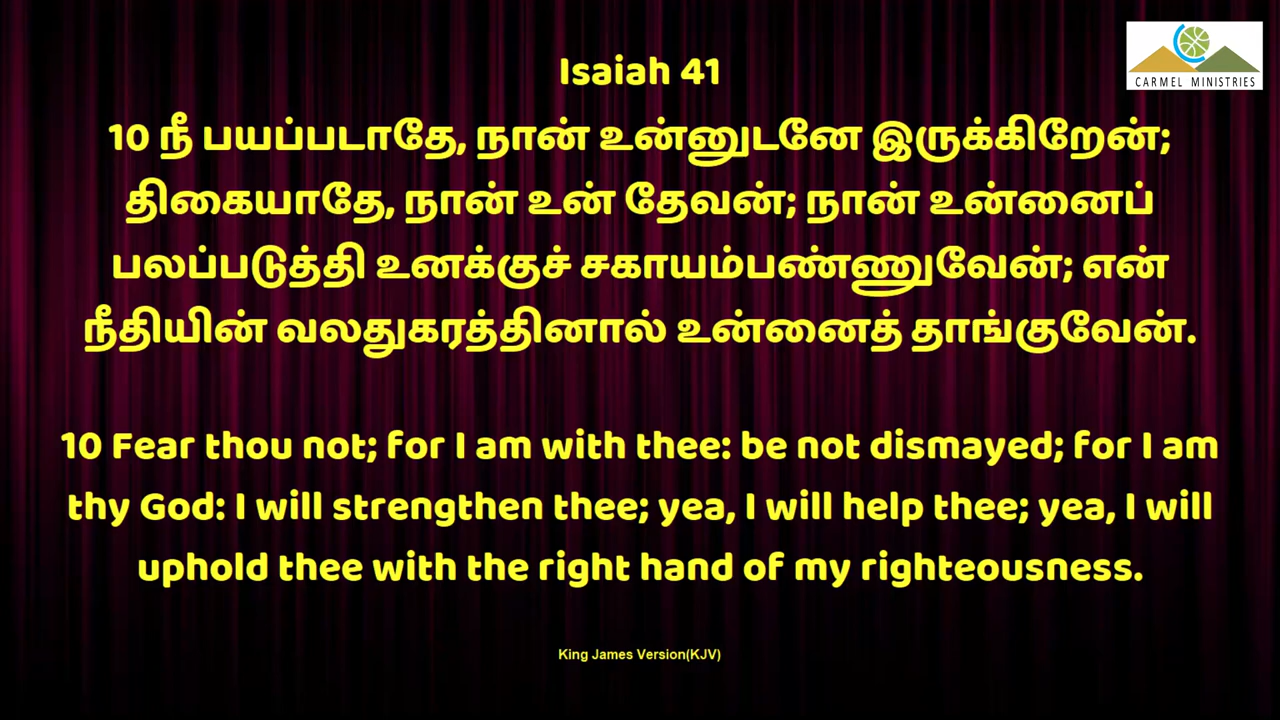 CARMEL MINISTRIES
Isaiah 41
10 நீ பயப்படாதே, நான் உன்னுடனே இருக்கிறேன்;
திகையாதே, நான் உன் தேவன்; நான் உன்னைப்
பலப்படுத்தி உனக்குச் சகாயம்பண்ணுவேன்; என்
நீதியின் வலதுகரத்தினால் உன்னைத் தாங்குவேன்.
10 Fear thou not; for I am with thee: be not dismayed; for I am
thy God: I will strengthen thee; yea, I will help thee; yea, I will
uphold thee with the right hand of my righteousness.
King James Version(KJV)